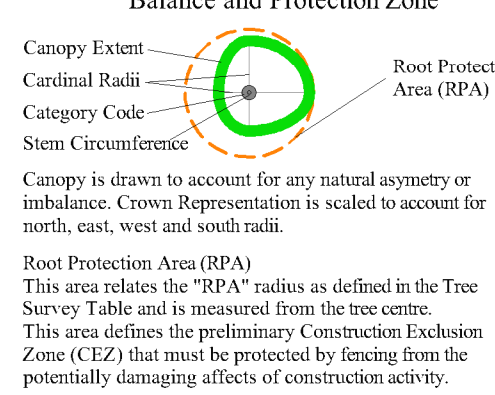 Balance and Protection Zone
Canopy Extent
Cardinal Radii
Category Code
Stem Circumference
Root Protect
Area (RPA)
Canopy is drawn to account for any natural asymetry or
imbalance. Crown Representation is scaled to account for
north, east, west and south radii.
Root Protection Area (RPA)
This area relates the "RPA" radius as defined in the Tree
Survey Table and is measured from the tree centre.
This area defines the preliminary Construction Exclusion
Zone (CEZ) that must be protected by fencing from the
potentially damaging affects of construction activity.